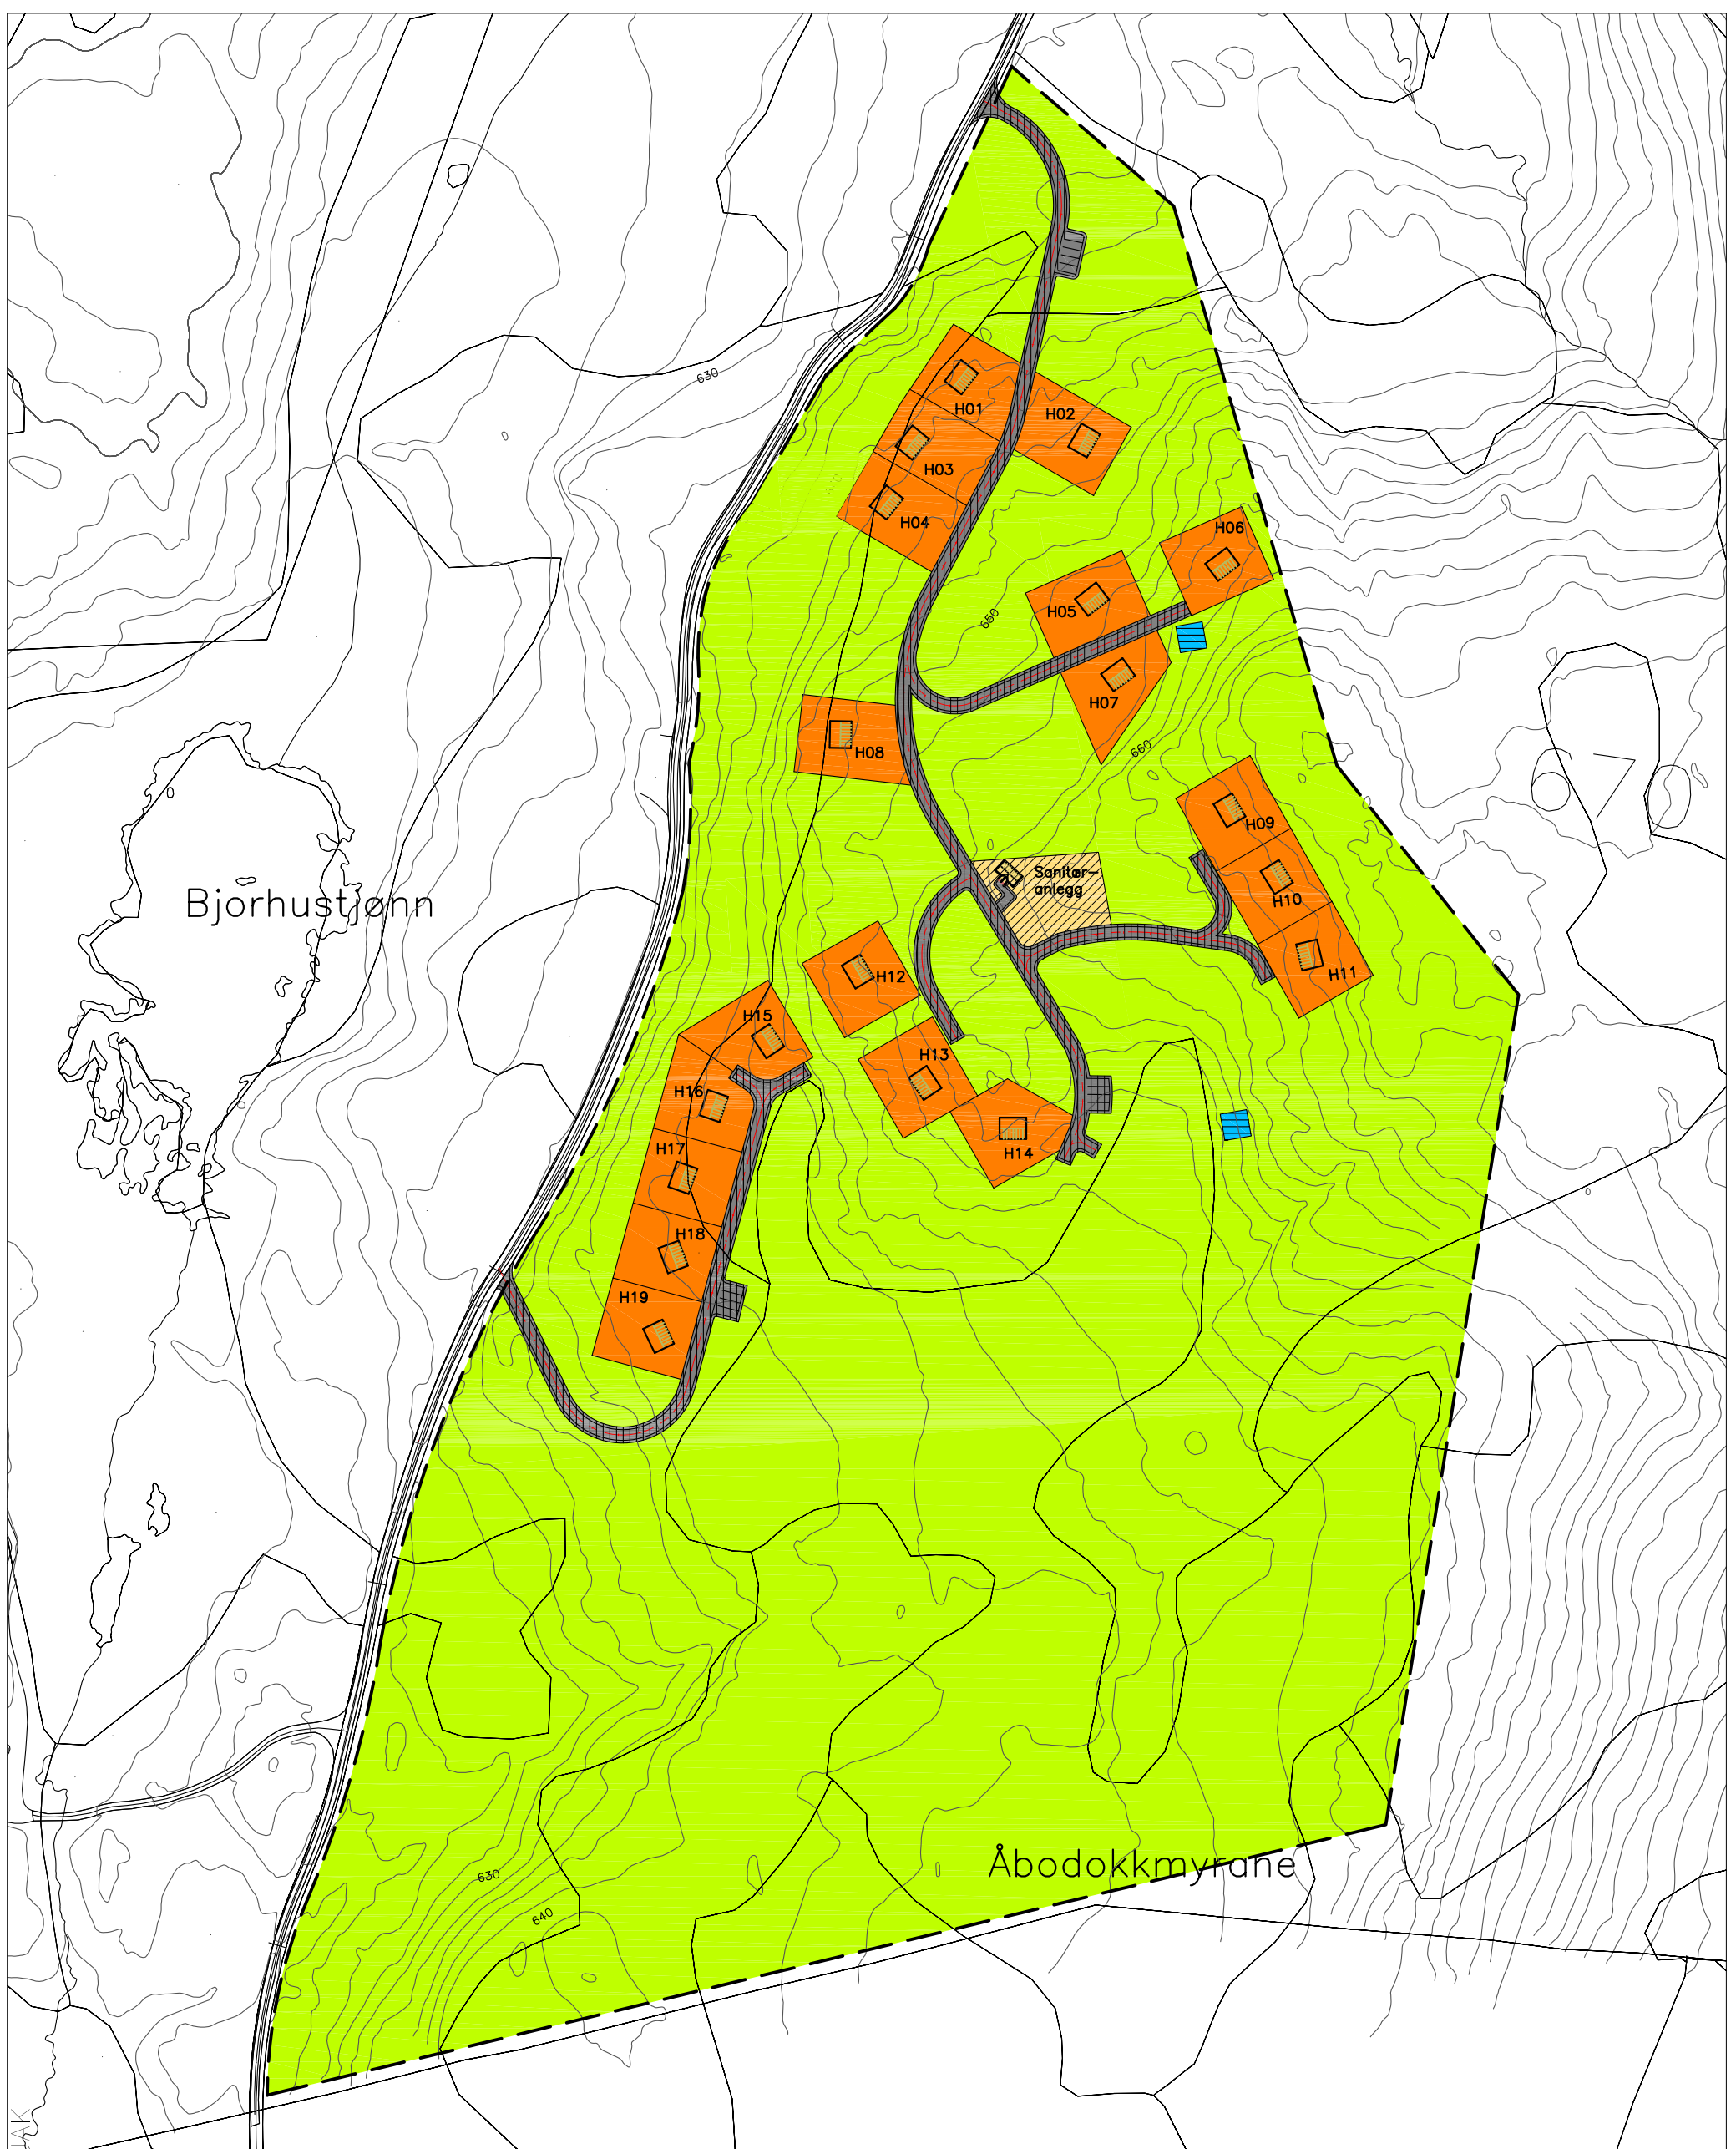 630
H01
H02
H03
H04
H06
H05
650
H07
H08
660
H09
Sanitær-
anlegg
Bjorhustjønn
H10
H12
H11
H15
H13
H16
H17
H14
H18
H19
Åbodokkmyrane
630
640